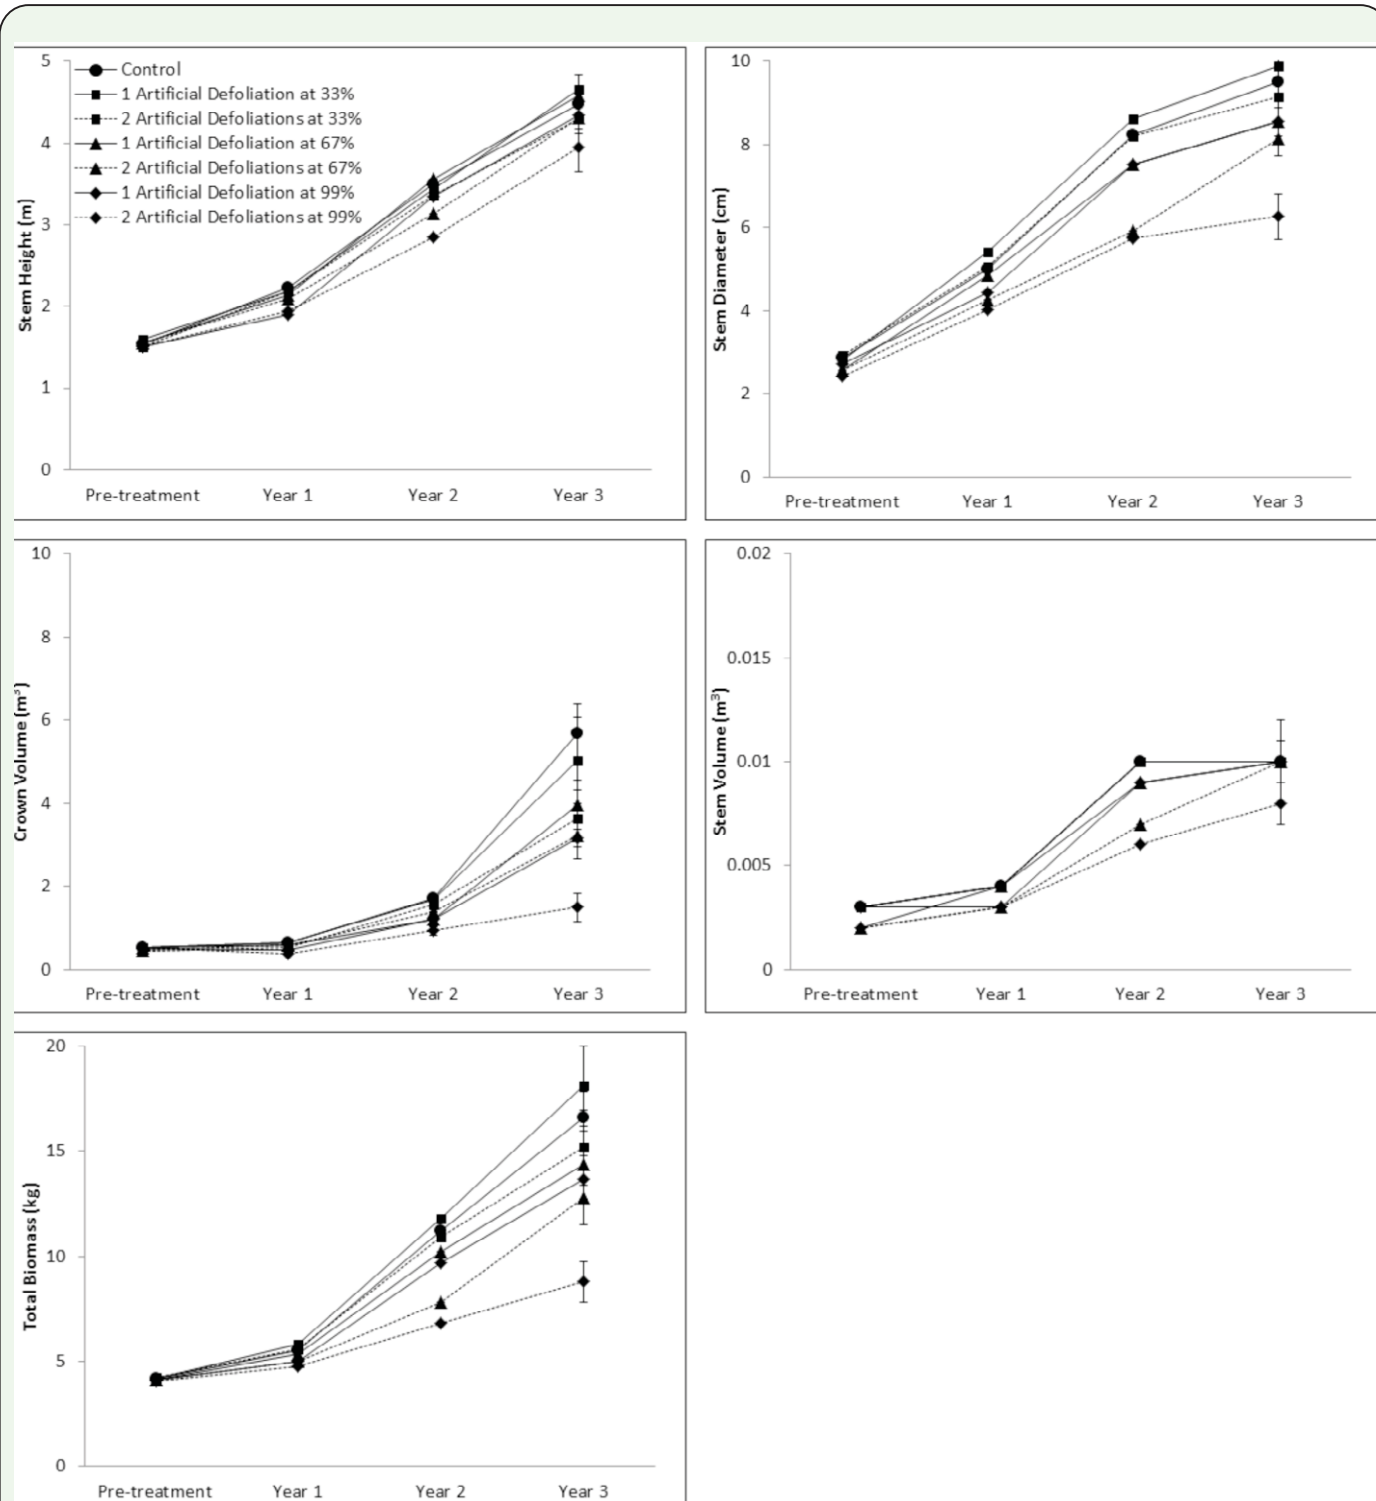 5
4
3
2
1
0
Stem Height (m)
Control
1 Artificial Defoliation at 33%
2 Artificial Defoliations at 33%
1 Artificial Defoliation at 67%
2 Artificial Defoliations at 67%
1 Artificial Defoliation at 99%
2 Artificial Defoliations at 99%
Pre-treatment Year 1 Year 2 Year 3
10
8
6
4
2
0
Stem Diameter (cm)
Pre-treatment Year 1 Year 2 Year 3
10
8
6
4
2
0
Crown Volume (m³)
Pre-treatment Year 1 Year 2 Year 3
0.02
0.015
0.01
0.005
0
Stem Volume (m³)
Pre-treatment Year 1 Year 2 Year 3
20
15
10
5
0
Total Biomass (kg)
Pre-treatment Year 1 Year 2 Year 3